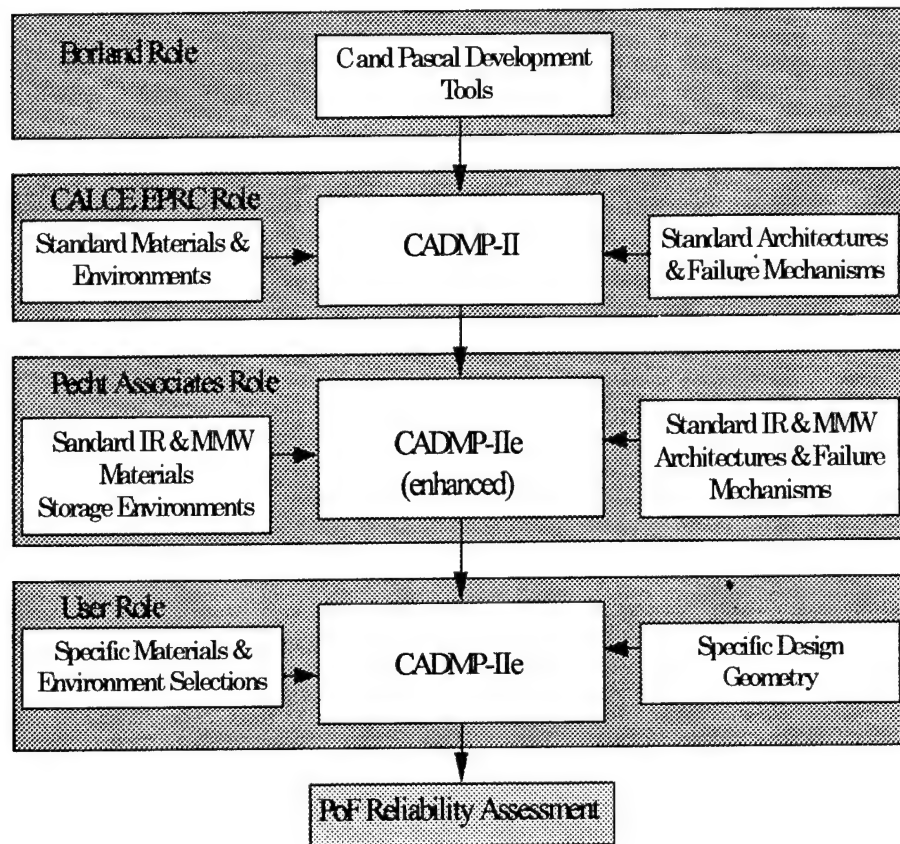 Borland Role
C and Pascal Development
Tools
CALCE EPRC Role
Standard Materials &
Environments
CADMP-II
Standard Architectures
& Failure Mechanisms
Pecht Associates Role
Sandard IR & MMW
Materials
Storage Environments
CADMP-IIe
(enhanced)
Standard IR & MMW
Architectures & Failure
Mechanisms
User Role
Specific Materials &
Environment Selections
CADMP-IIe
Specific Design
Geometry
PoF Reliability Assessment